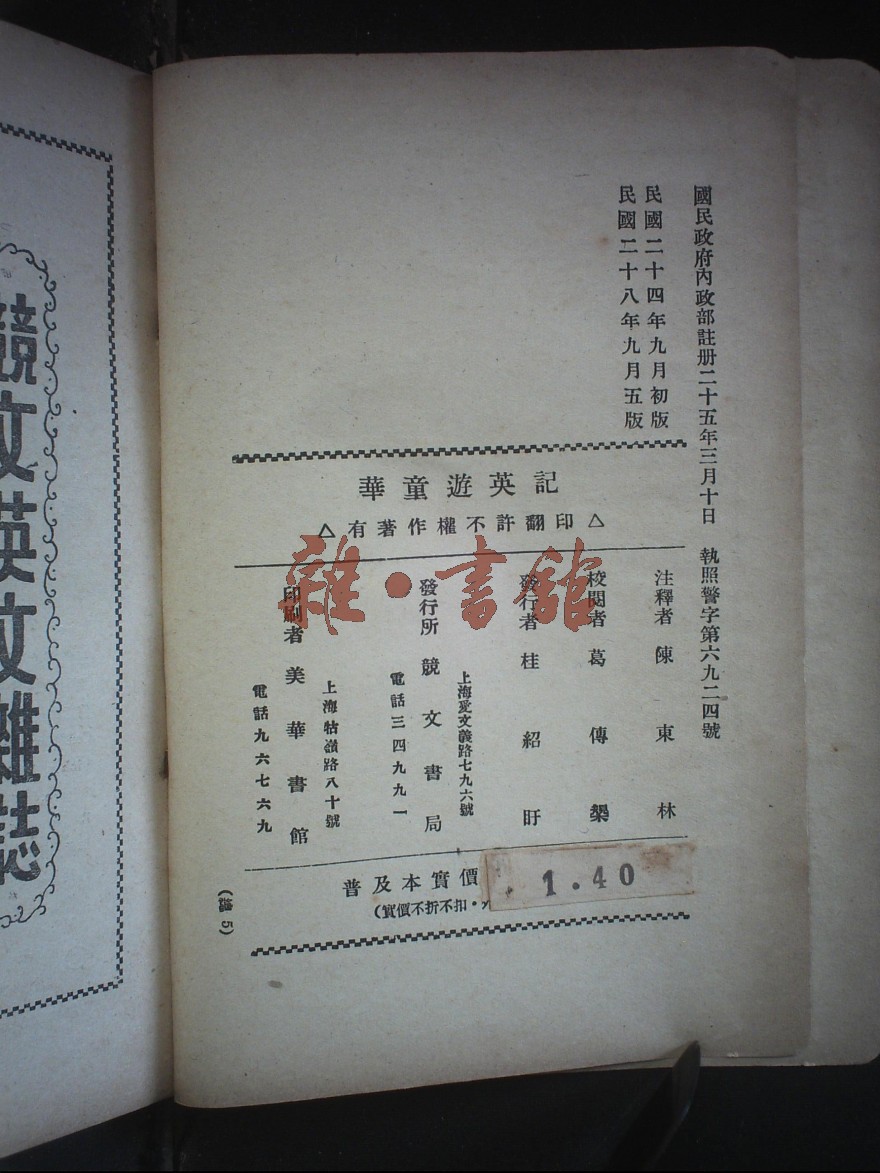 國民政府內政部註册二十五年三月十日 執照警字第六九二四號
民國二十四年九月初版
民國二十八年九月五版
華童遊英記
△有著作權不許翻印△
注釋者 陳東林
校閱者 葛傳槼
發行者 桂紹盱
上海愛文義路七九六號
發行所 競文書局
電話三四九九一
上海牯嶺路八十號
印刷者 美華書館
電話九六七六九
普及本實價
1.40
(實價不折不扣・
5)
雜・書館
競文英文雜誌